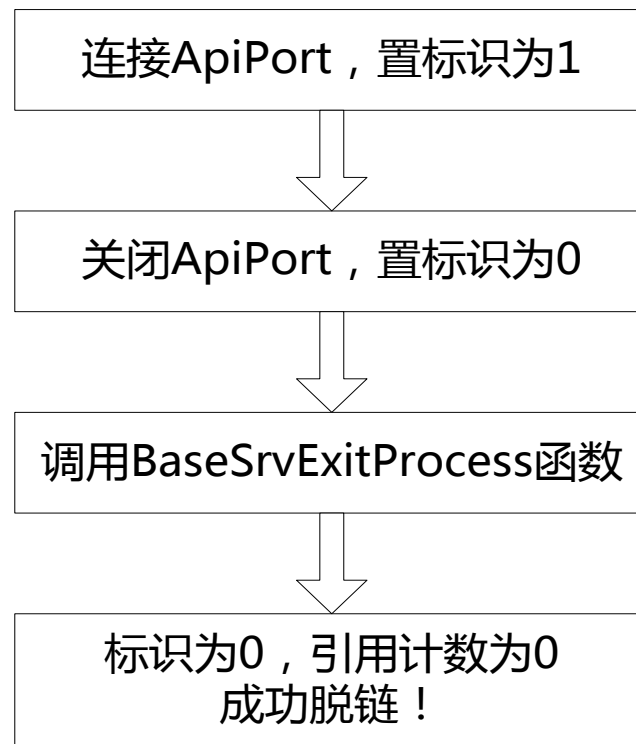 连接ApiPort，置标识为1
关闭ApiPort，置标识为0
调用BaseSrvExitProcess函数
标识为0，引用计数为0
成功脱链！